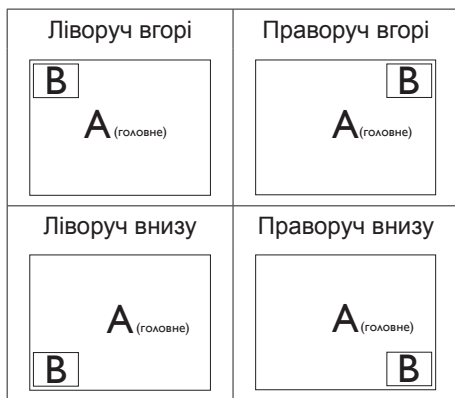 Ліворуч вгорі
B
A (головне)
Праворуч вгорі
B
A (головне)
Ліворуч внизу
A (головне)
B
Праворуч внизу
A (головне)
B